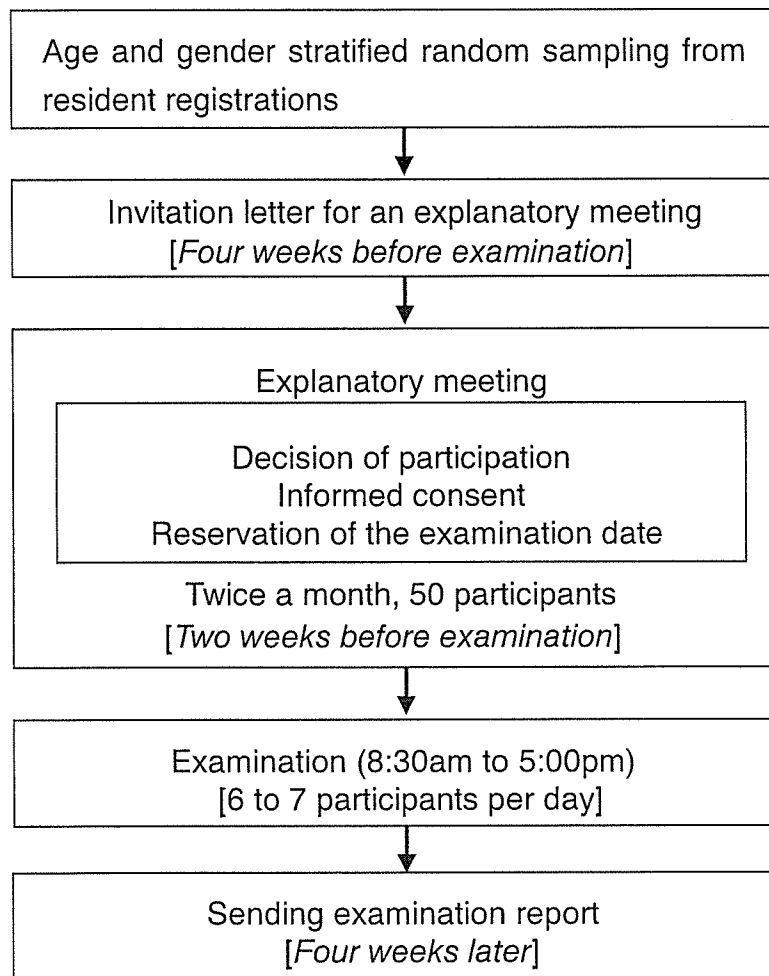 Age and gender stratified random sampling from
resident registrations
Invitation letter for an explanatory meeting
[Four weeks before examination]
Explanatory meeting
Decision of participation
Informed consent
Reservation of the examination date
Twice a month, 50 participants
[Two weeks before examination]
Examination (8:30am to 5:00pm)
[6 to 7 participants per day]
Sending examination report
[Four weeks later]